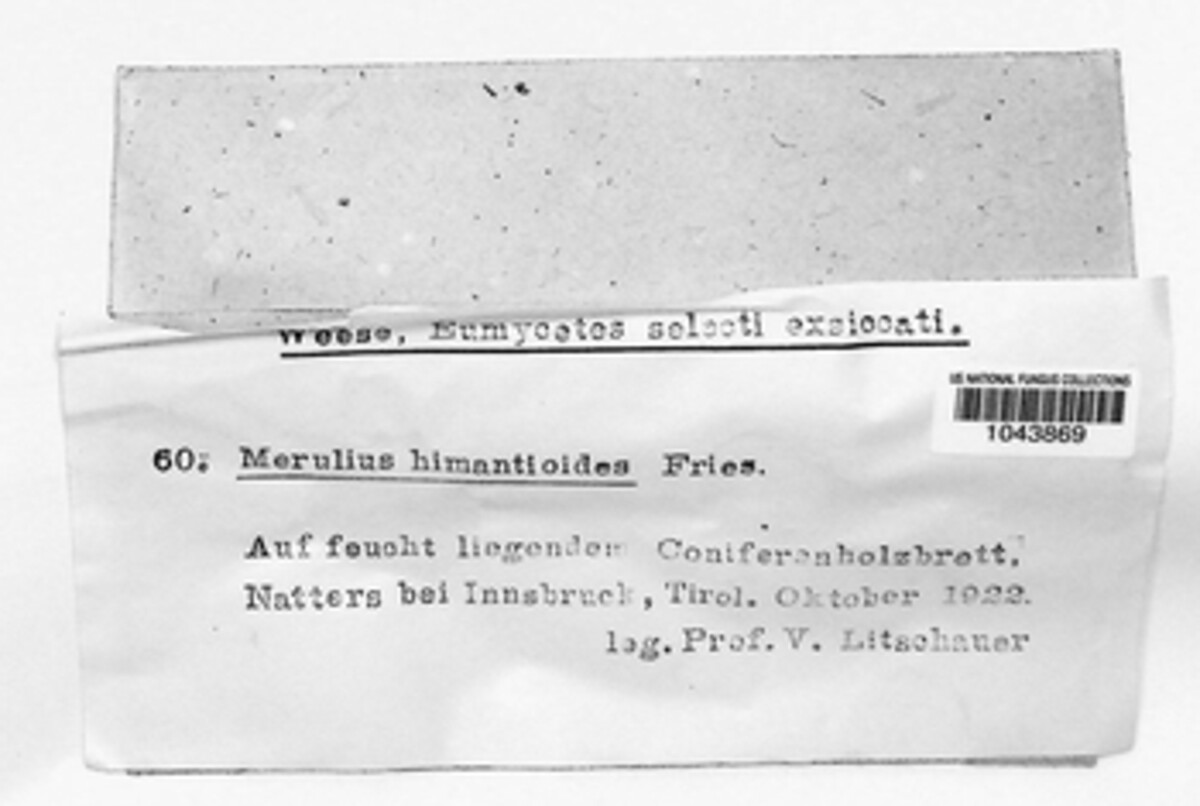 Weese, Eumycetes selecti exsiccati.
US NATIONAL FUNGUS COLLECTIONS
1043869
60. Merulius himantioides Fries.
Auf feucht liegendem Coniferenholzbrett.
Natters bei Innsbruck, Tirol. Oktober 1922.
leg. Prof. V. Litschauer